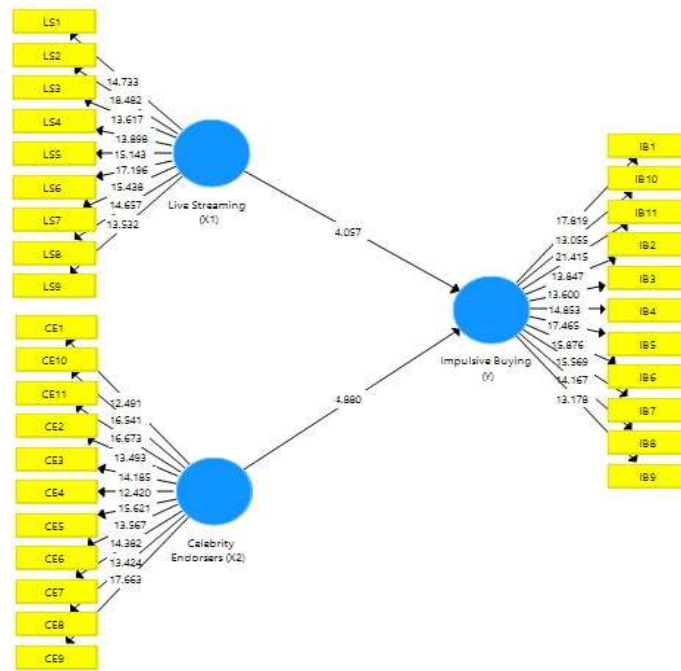 LS1
LS2
LS3
LS4
LS5
LS6
LS7
LS8
LS9
14.733
18.482
13.617
13.898
15.143
17.196
15.438
14.657
13.532
Live Streaming
(X1)
4.057
CE1
CE10
CE11
CE2
CE3
CE4
CE5
CE6
CE7
CE8
CE9
12.491
16.541
16.673
13.493
14.185
12.420
15.621
13.567
14.382
13.424
17.663
Celebrity
Endorsers (X2)
4.880
Impulsive Buying
(Y)
17.819
13.055
21.415
13.847
13.600
14.853
17.465
15.876
15.569
14.167
13.178
IB1
IB10
IB11
IB2
IB3
IB4
IB5
IB6
IB7
IB8
IB9